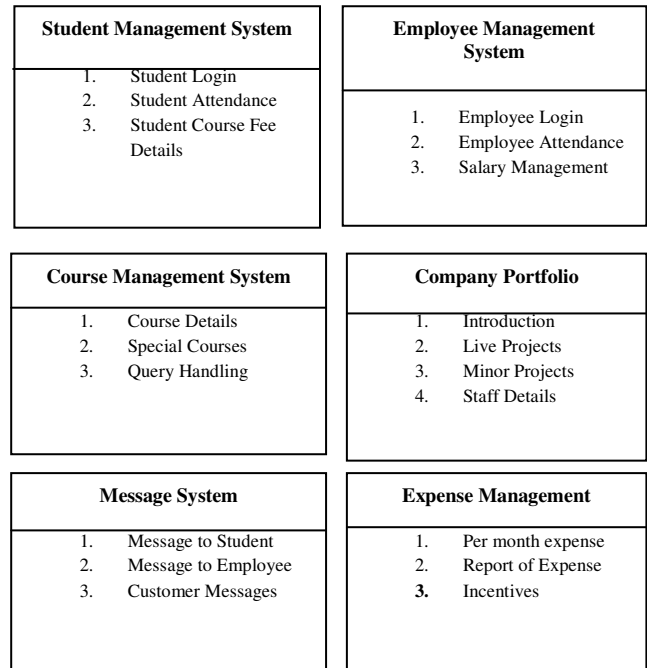 Student Management System
1. Student Login
2. Student Attendance
3. Student Course Fee
Details
Employee Management
System
1. Employee Login
2. Employee Attendance
3. Salary Management
Course Management System
1. Course Details
2. Special Courses
3. Query Handling
Company Portfolio
1. Introduction
2. Live Projects
3. Minor Projects
4. Staff Details
Message System
1. Message to Student
2. Message to Employee
3. Customer Messages
Expense Management
1. Per month expense
2. Report of Expense
3. Incentives